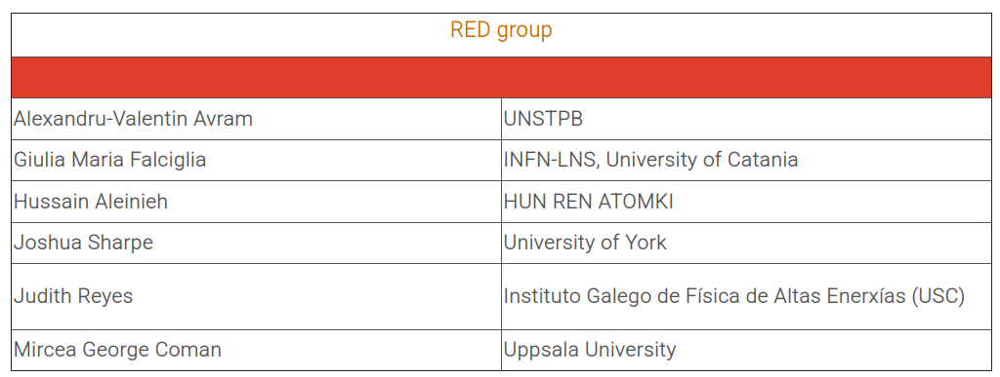 RED group
Alexandru-Valentin Avram UNSTPB
Giulia Maria Falciglia INFN-LNS, University of Catania
Hussain Aleinieh HUN REN ATOMKI
Joshua Sharpe University of York
Judith Reyes Instituto Galego de Física de Altas Enerxías (USC)
Mircea George Coman Uppsala University